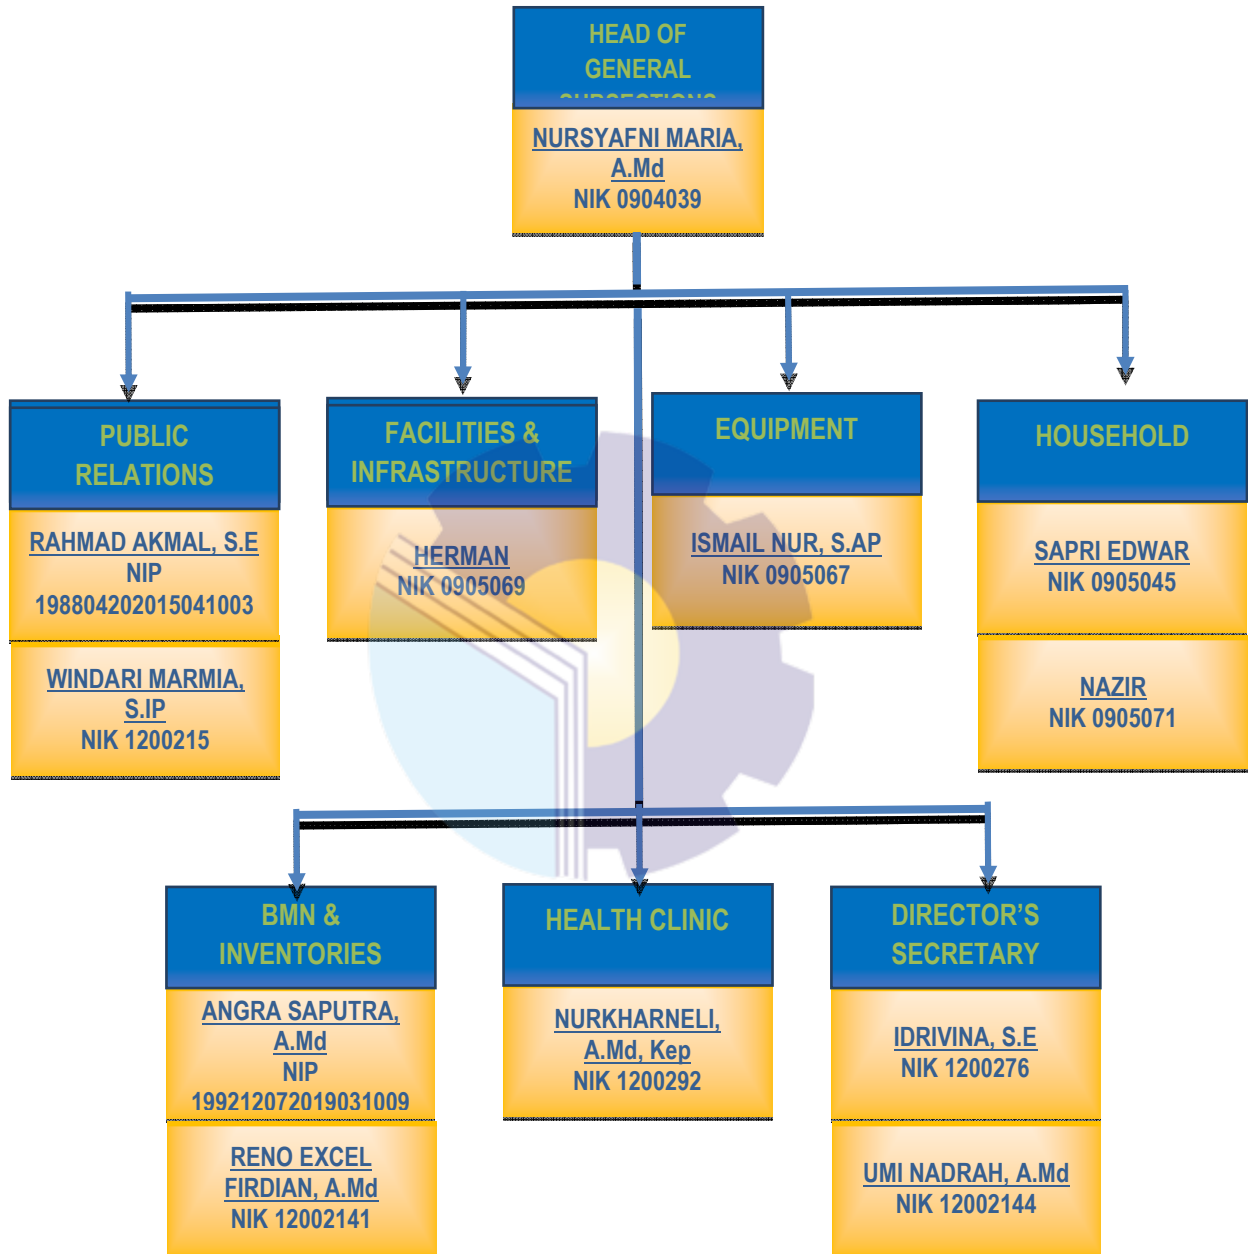 HEAD OF
GENERAL
SUBSECTIONS
NURSYAFNI MARIA,
A.Md
NIK 0904039
PUBLIC
RELATIONS
RAHMAD AKMAL, S.E
NIP
198804202015041003
WINDARI MARMIA,
S.IP
NIK 1200215
FACILITIES &
INFRASTRUCTURE
HERMAN
NIK 0905069
EQUIPMENT
ISMAIL NUR, S.AP
NIK 0905067
HOUSEHOLD
SAPRI EDWAR
NIK 0905045
NAZIR
NIK 0905071
BMN &
INVENTORIES
ANGRA SAPUTRA,
A.Md
NIP
199212072019031009
RENO EXCEL
FIRDIAN, A.Md
NIK 12002141
HEALTH CLINIC
NURKHARNELI,
A.Md, Kep
NIK 1200292
DIRECTOR'S
SECRETARY
IDRIVINA, S.E
NIK 1200276
UMI NADRAH, A.Md
NIK 12002144